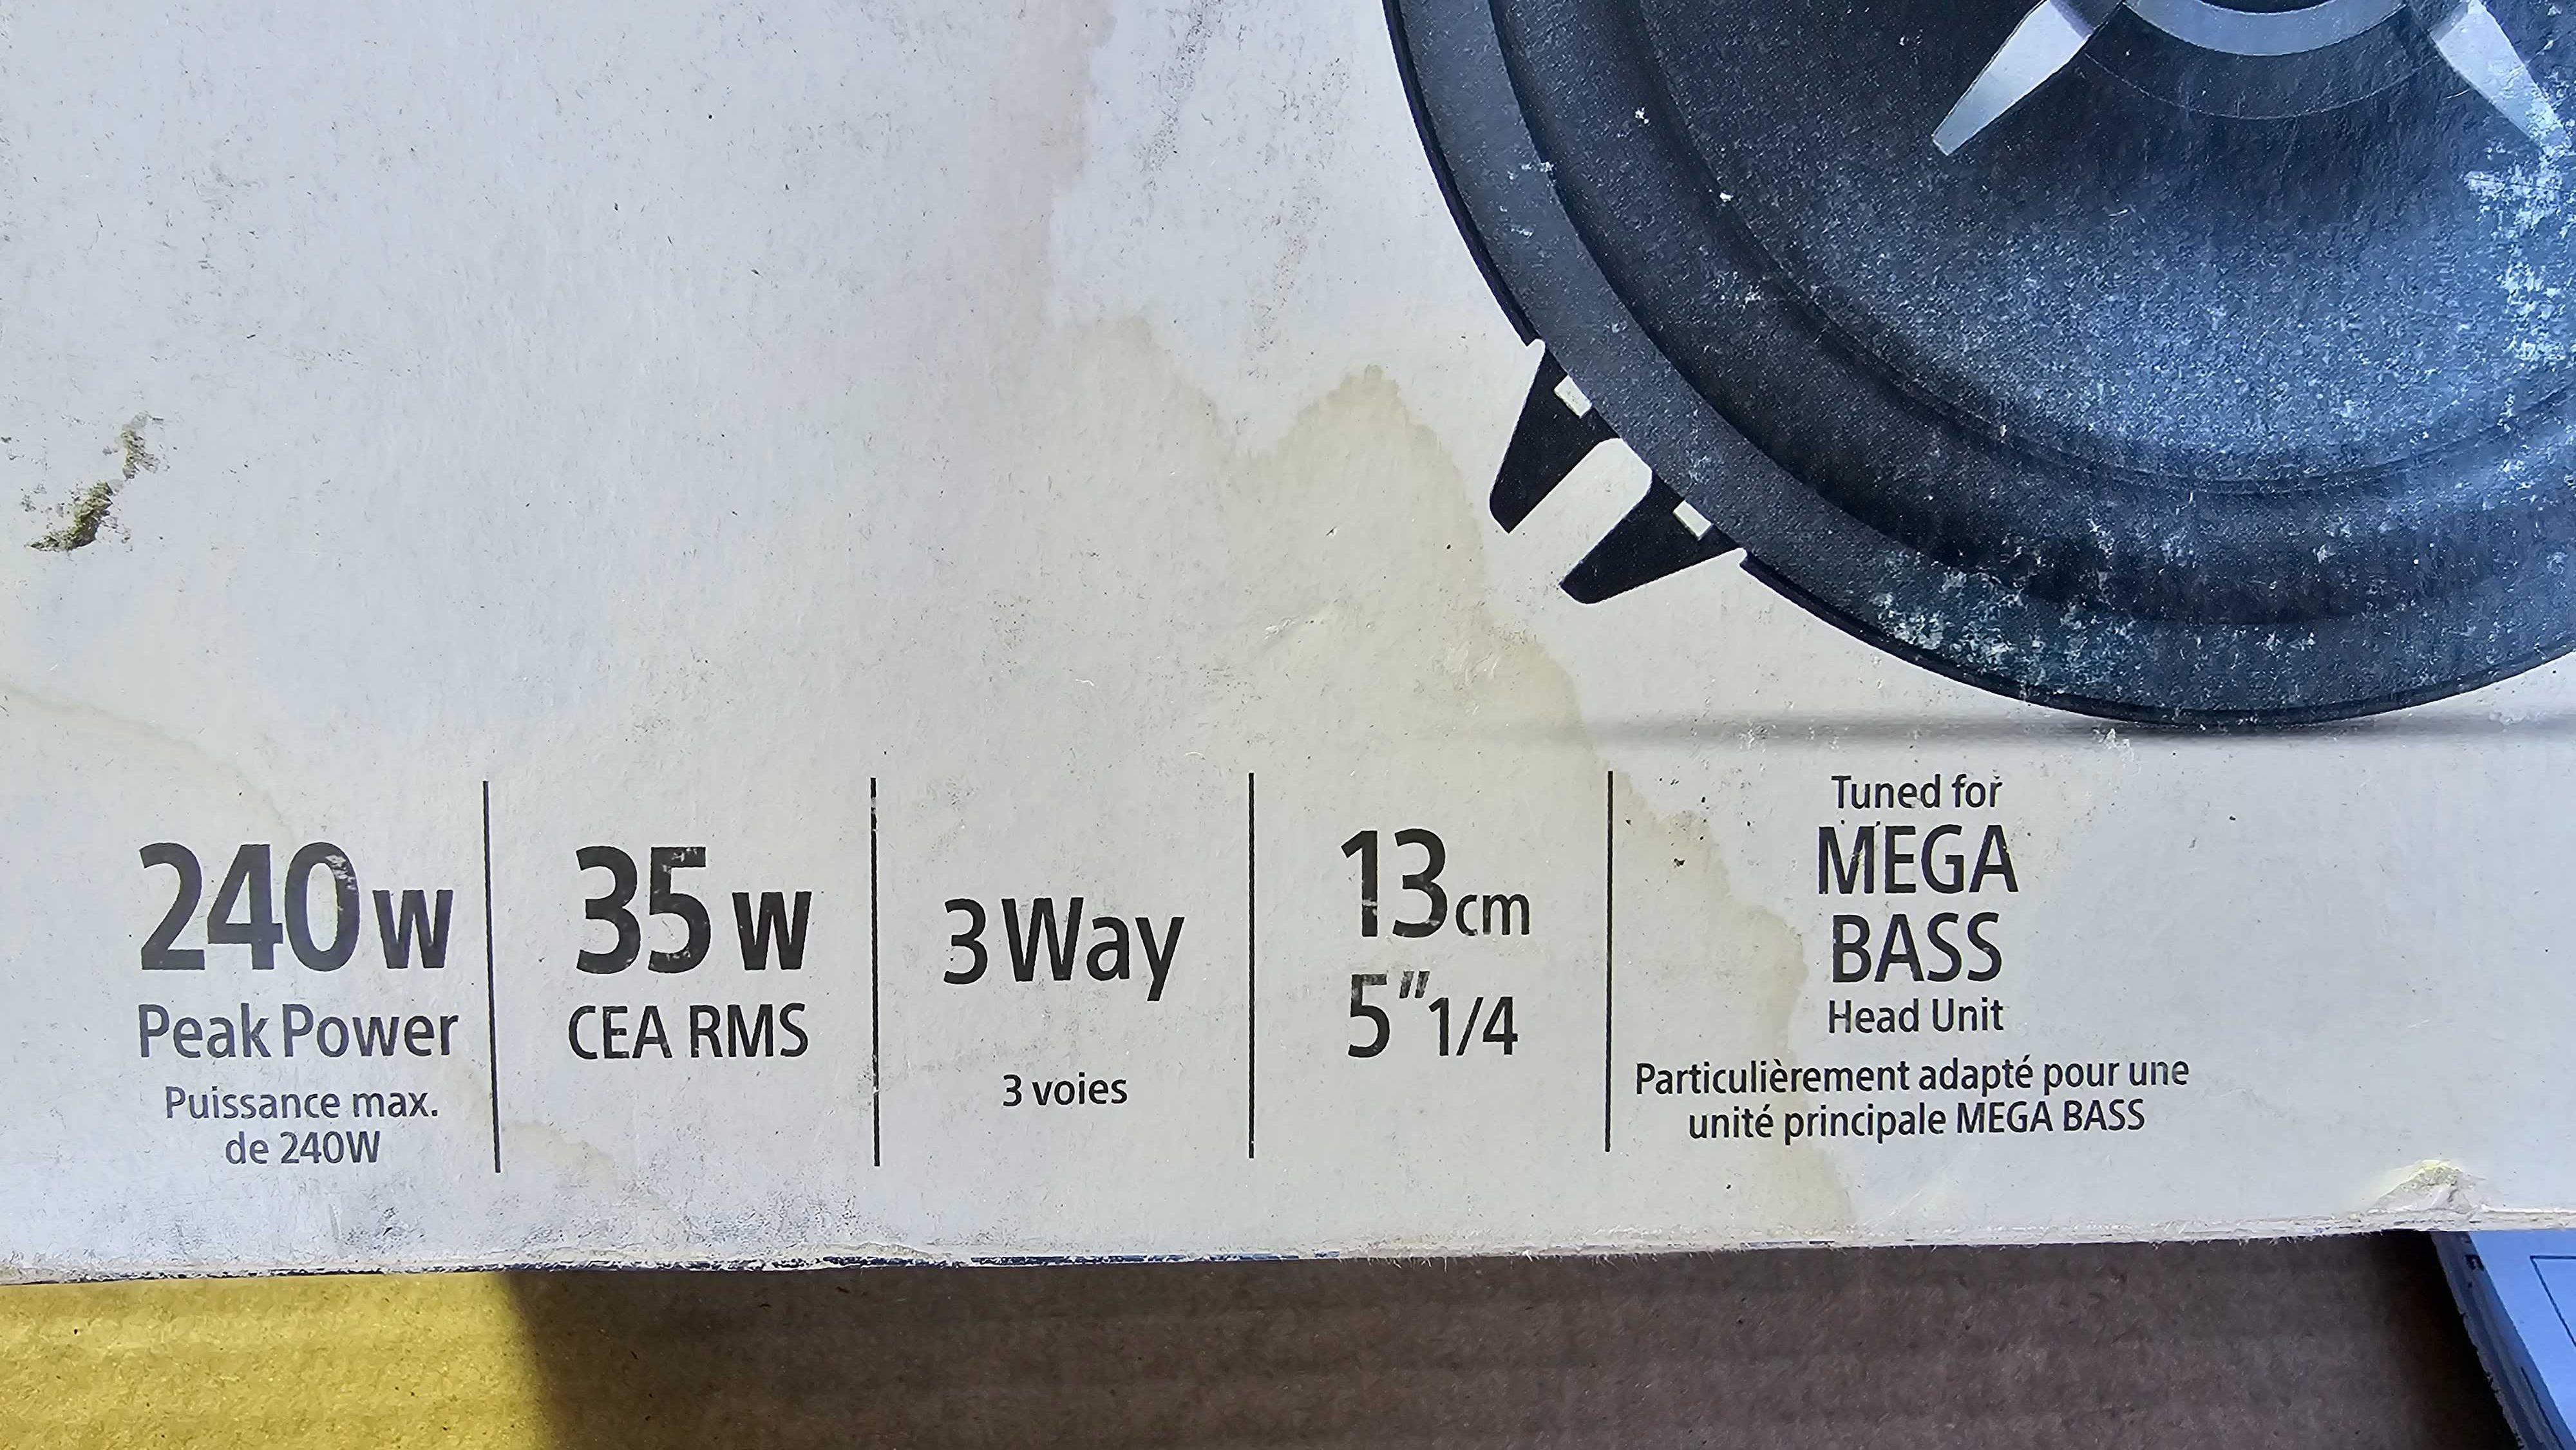 240w
Peak Power
Puissance max.
de 240W
35w
CEA RMS
3 Way
3 voies
13cm
5"1/4
Tuned for
MEGA
BASS
Head Unit
Particulièrement adapté pour une
unité principale MEGA BASS